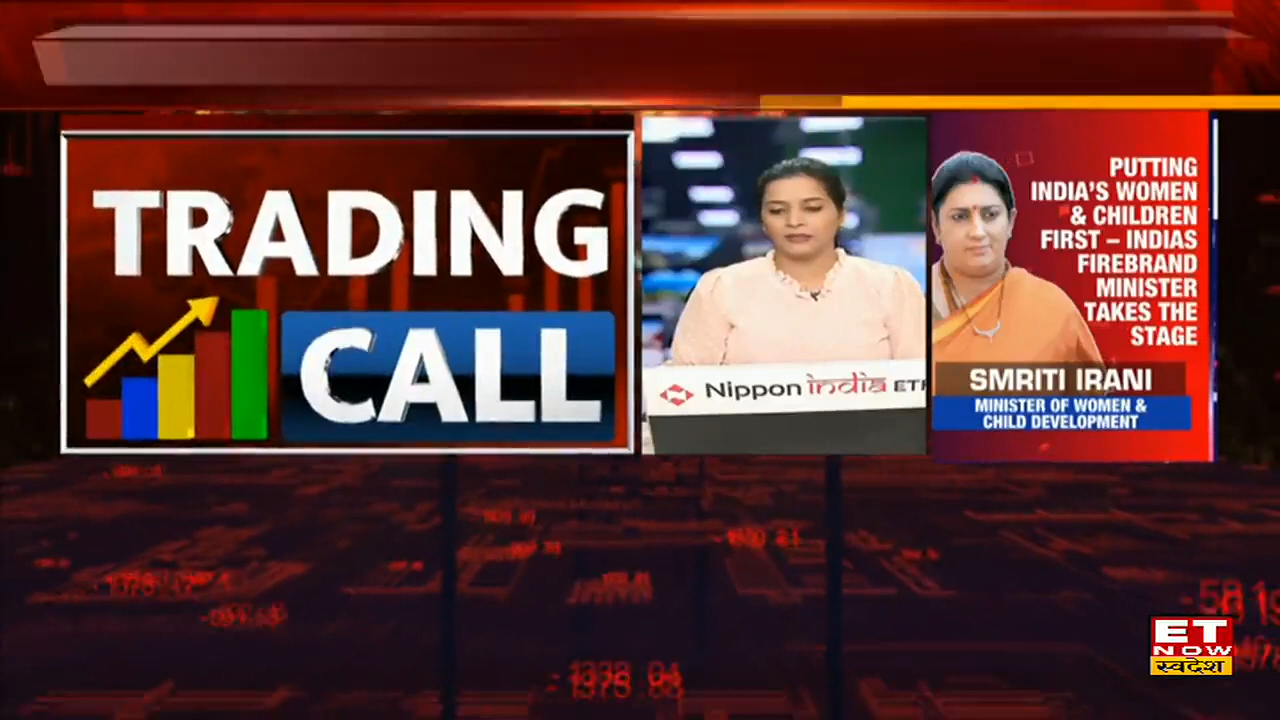 TRADING
CALL
Nippon india ETF
PUTTING
INDIA'S WOMEN
& CHILDREN
FIRST – INDIAS
FIREBRAND
MINISTER
TAKES THE
STAGE
SMRITI IRANI
MINISTER OF WOMEN &
CHILD DEVELOPMENT
ET
NOW
स्वदेश